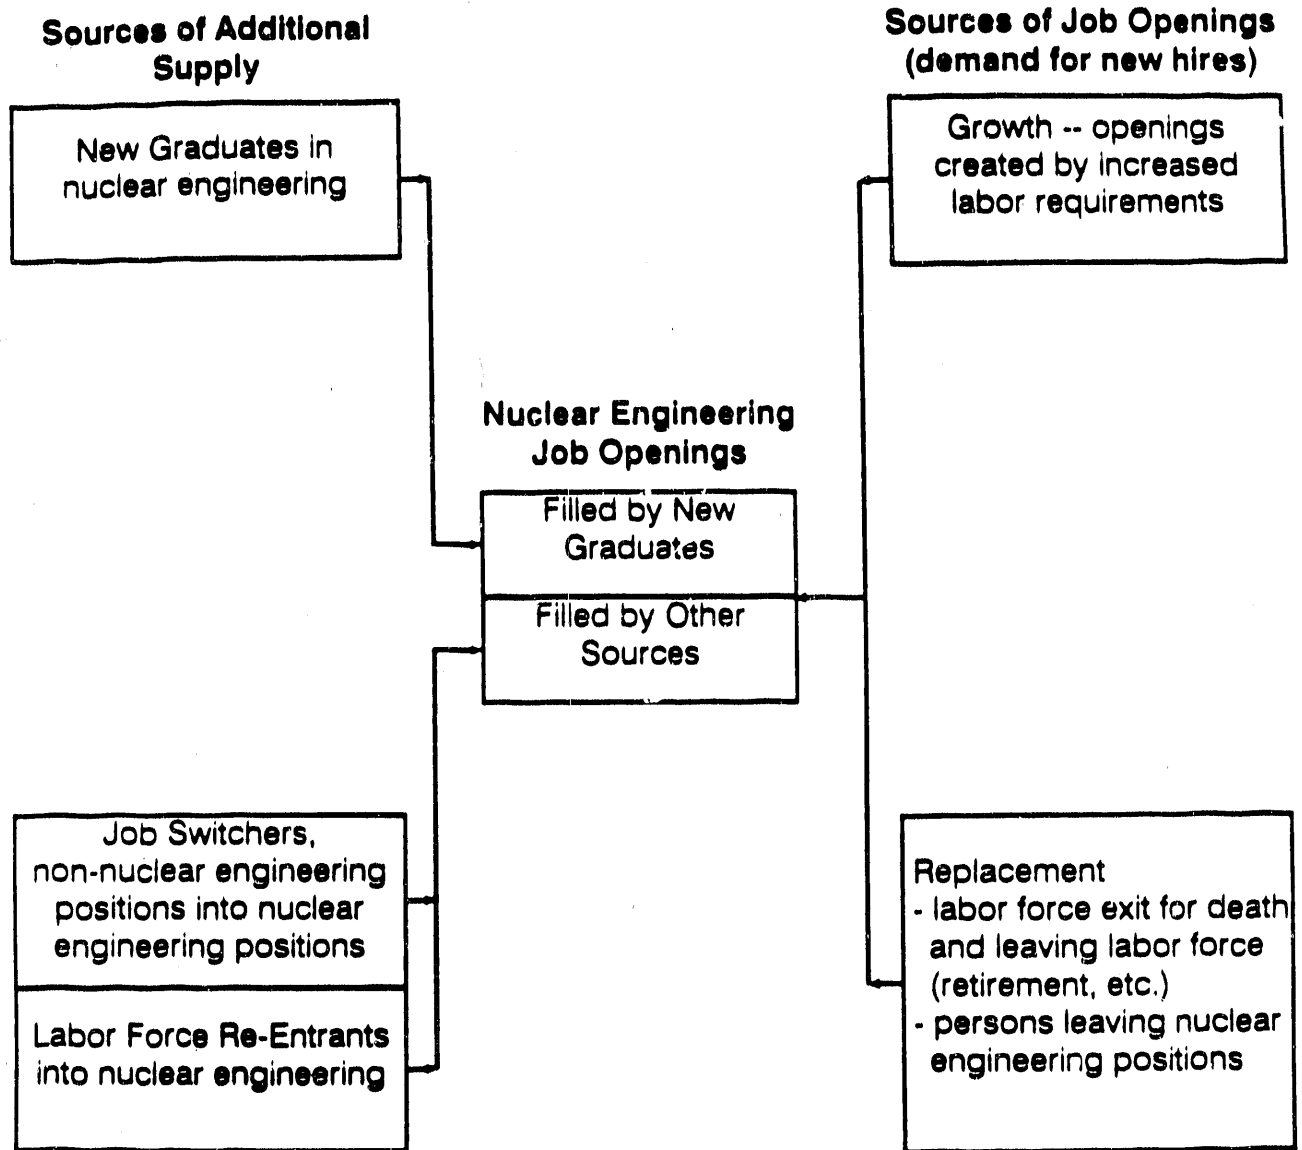 Sources of Additional
Supply
New Graduates in
nuclear engineering
Sources of Job Openings
(demand for new hires)
Growth -- openings
created by increased
labor requirements
Nuclear Engineering
Job Openings
Filled by New
Graduates
Filled by Other
Sources
Job Switchers,
non-nuclear engineering
positions into nuclear
engineering positions
Labor Force Re-Entrants
into nuclear engineering
Replacement
- labor force exit for death
and leaving labor force
(retirement, etc.)
- persons leaving nuclear
engineering positions